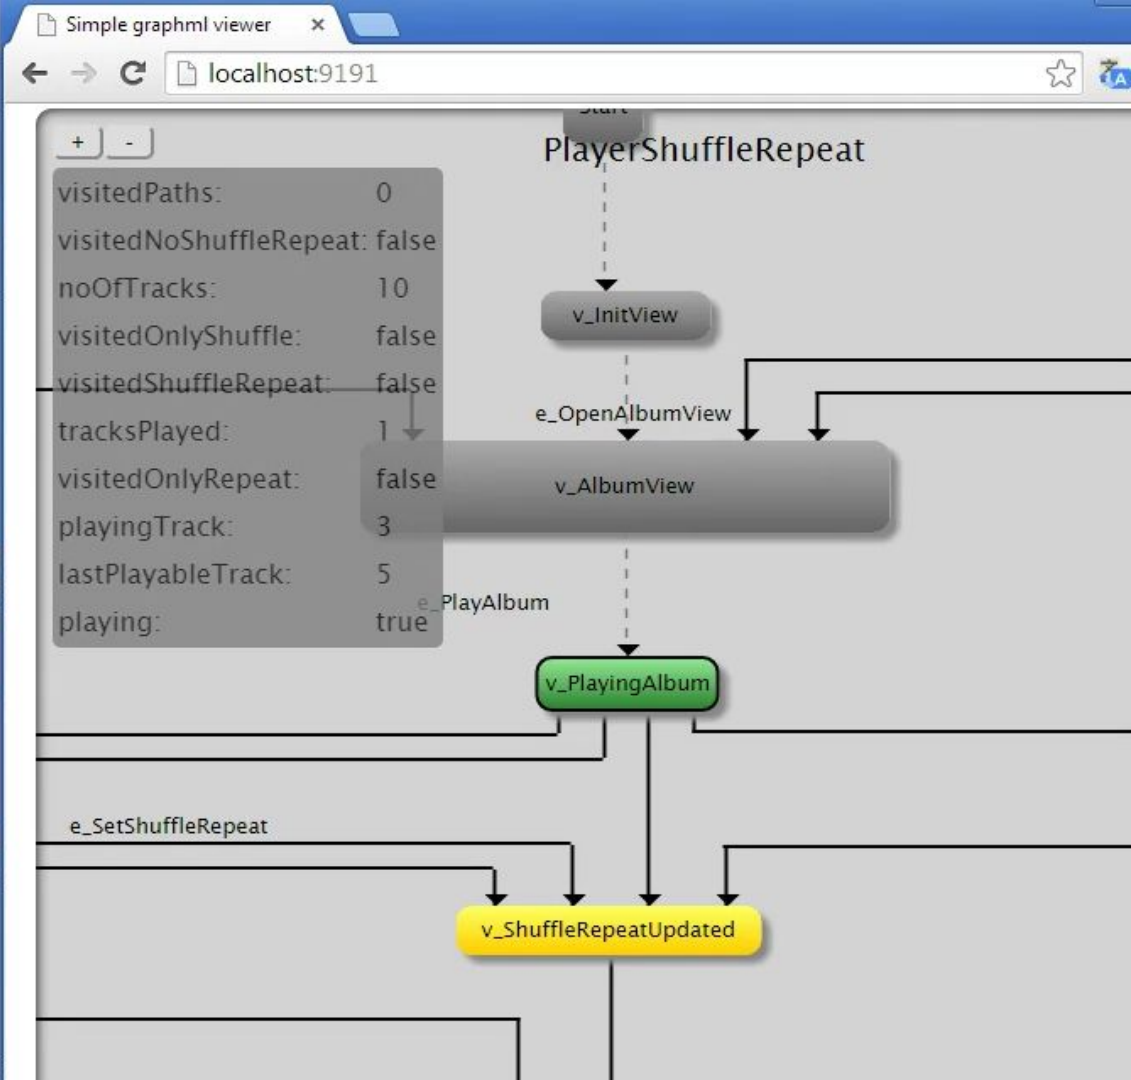 Simple graphml viewer
localhost:9191
Start
+ -
PlayerShuffleRepeat
visitedPaths: 0
visitedNoShuffleRepeat: false
noOfTracks: 10
v_InitView
visitedOnlyShuffle: false
visitedShuffleRepeat: false
e_OpenAlbumView
tracksPlayed: 1
visitedOnlyRepeat: false
v_AlbumView
playingTrack: 3
lastPlayableTrack: 5
e_PlayAlbum
playing: true
v_PlayingAlbum
e_SetShuffleRepeat
v_ShuffleRepeatUpdated